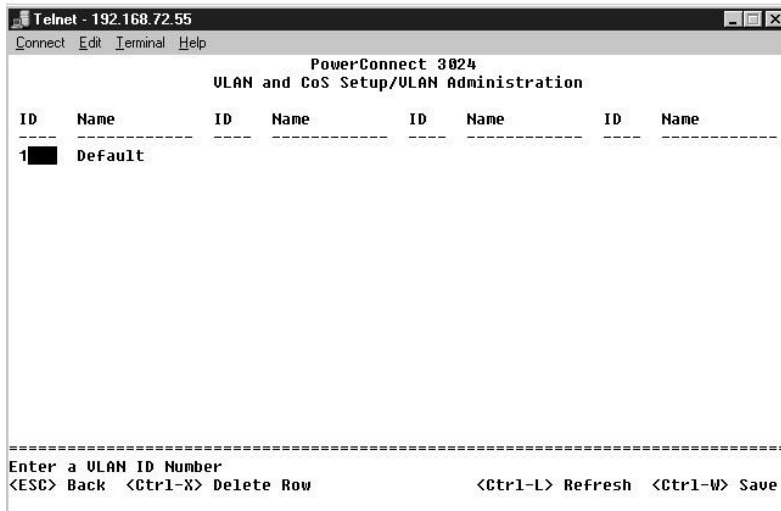 Telnet - 192.168.72.55
Connect Edit Terminal Help
PowerConnect 3024
VLAN and CoS Setup/VLAN Administration
ID Name ID Name ID Name ID Name
---- ------------ ---- ------------ ---- ------------ ---- ------------
1 Default
================================================================================
Enter a VLAN ID Number
<ESC> Back <Ctrl-X> Delete Row <Ctrl-L> Refresh <Ctrl-W> Save